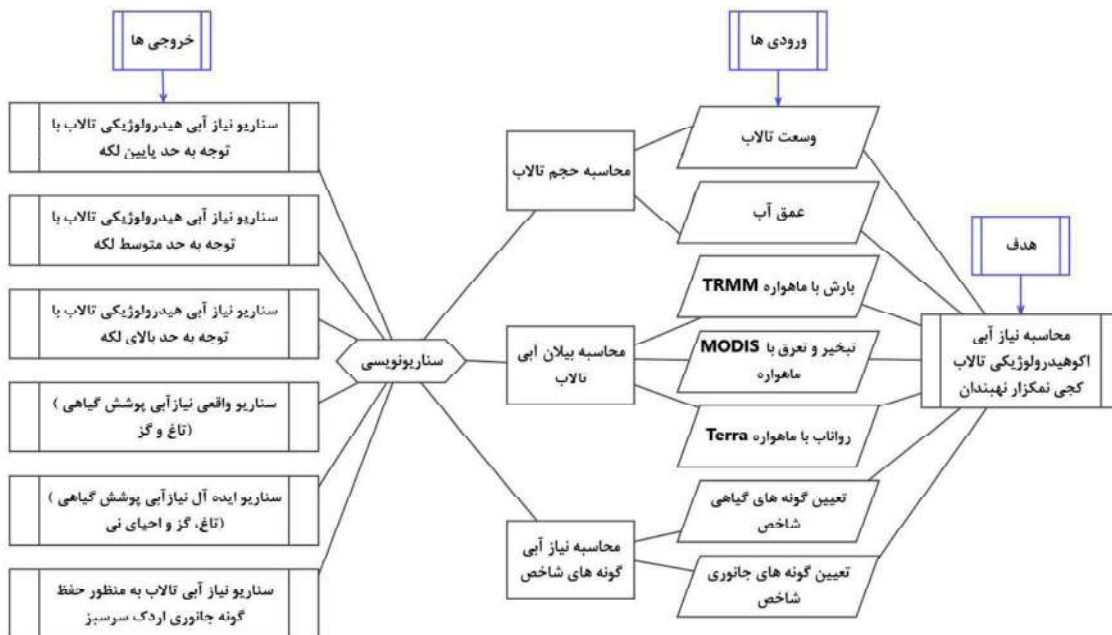 هدف
محاسبه نیاز آبی
اکوهیدرولوژیکی تالاب
کجی نمکزار نهبندان
ورودی ها
وسعت تالاب
عمق آب
بارش با ماهواره TRMM
تبخیر و تعرق با MODIS
ماهواره
رواناب با ماهواره Terra
تعیین گونه های گیاهی
شاخص
تعیین گونه های جانوری
شاخص
محاسبه حجم تالاب
محاسبه بیلان آبی
تالاب
محاسبه نیاز آبی
گونه های شاخص
سناریونویسی
خروجی ها
سناریو نیاز آبی هیدرولوژیکی تالاب با
توجه به حد پایین لکه
سناریو نیاز آبی هیدرولوژیکی تالاب با
توجه به حد متوسط لکه
سناریو نیاز آبی هیدرولوژیکی تالاب با
توجه به حد بالای لکه
سناریو واقعی نیازآبی پوشش گیاهی )
(تاغ و گز
سناریو ایده آل نیازآبی پوشش گیاهی )
(تاغ، گز و احیای نی
سناریو نیاز آبی تالاب به منظور حفظ
گونه جانوری اردک سرسبز